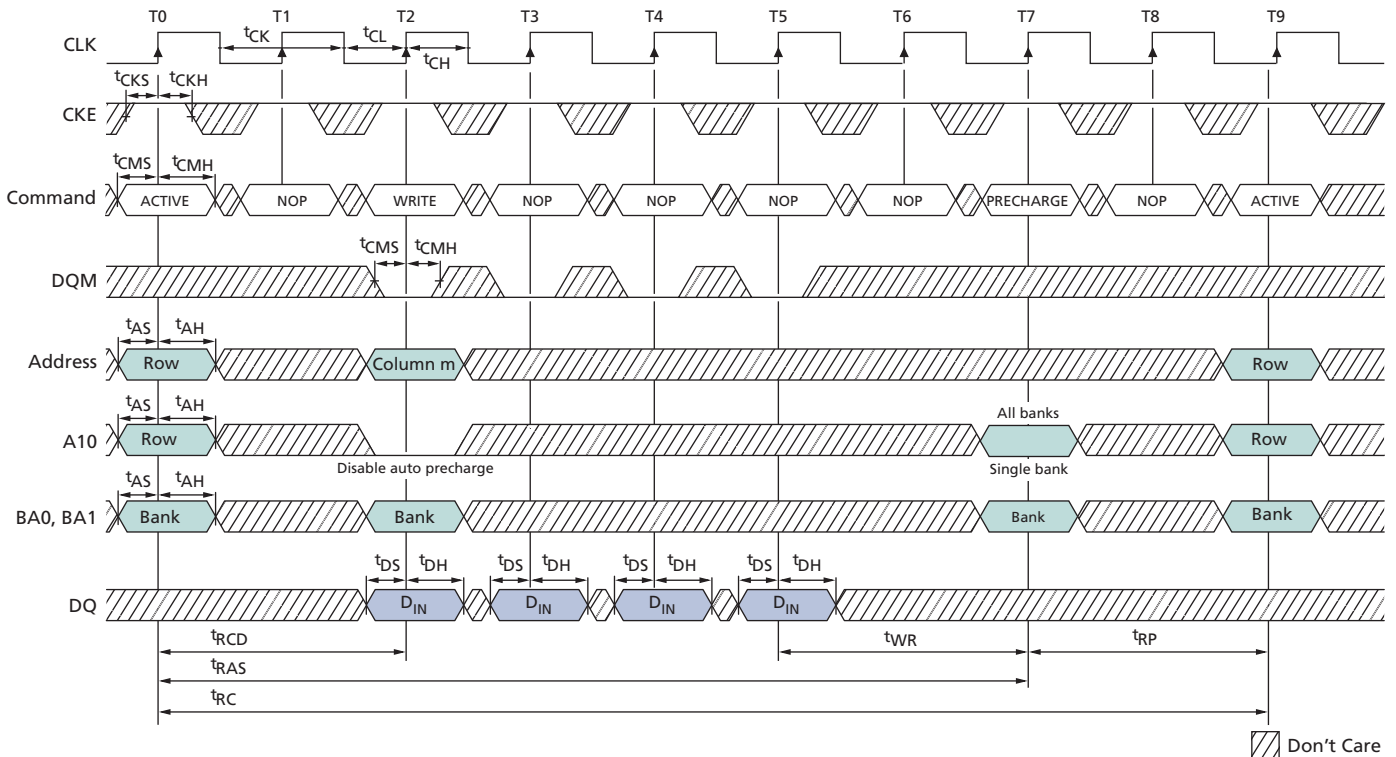 T0 T1 T2 T3 T4 T5 T6 T7 T8 T9
CLK
tCK tCL
tCH
tCKS tCKH
CKE
tCMS tCMH
Command ACTIVE NOP WRITE NOP NOP NOP NOP PRECHARGE NOP ACTIVE
tCMS tCMH
DQM
tAS tAH
Address Row Column m Row
tAS tAH
All banks
A10 Row Row
Disable auto precharge Single bank
tAS tAH
BA0, BA1 Bank Bank Bank Bank
tDS tDH tDS tDH tDS tDH tDS tDH
DQ DIN DIN DIN DIN
tRCD tWR tRP
tRAS
tRC
Don't Care